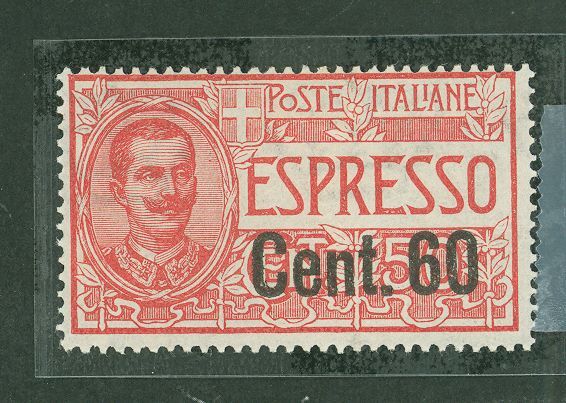 POSTE ITALIANE
ESPRESSO
Cent. 60